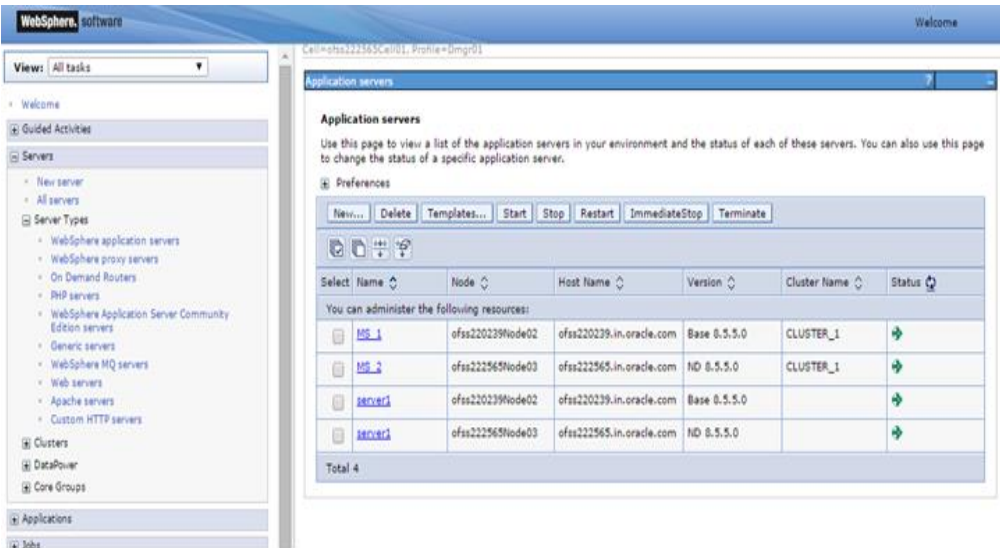 WebSphere. software
Welcome
View: All tasks
Welcome
Guided Activities
Servers
New server
All servers
Server Types
WebSphere application servers
WebSphere proxy servers
On Demand Routers
PHP servers
WebSphere Application Server Community
Edition servers
Generic servers
WebSphere MQ servers
Web servers
Apache servers
Custom HTTP servers
Clusters
DataPower
Core Groups
Applications
Jobs
Cell=ofss222565Cell01, Profile=Dmgr01
Application servers ?
Application servers
Use this page to view a list of the application servers in your environment and the status of each of these servers. You can also use this page
to change the status of a specific application server.
Preferences
New... Delete Templates... Start Stop Restart ImmediateStop Terminate
Select Name Node Host Name Version Cluster Name Status
You can administer the following resources:
MS_1 ofss220239Node02 ofss220239.in.oracle.com Base 8.5.5.0 CLUSTER_1
MS_2 ofss222565Node03 ofss222565.in.oracle.com ND 8.5.5.0 CLUSTER_1
server1 ofss220239Node02 ofss220239.in.oracle.com Base 8.5.5.0
server1 ofss222565Node03 ofss222565.in.oracle.com ND 8.5.5.0
Total 4